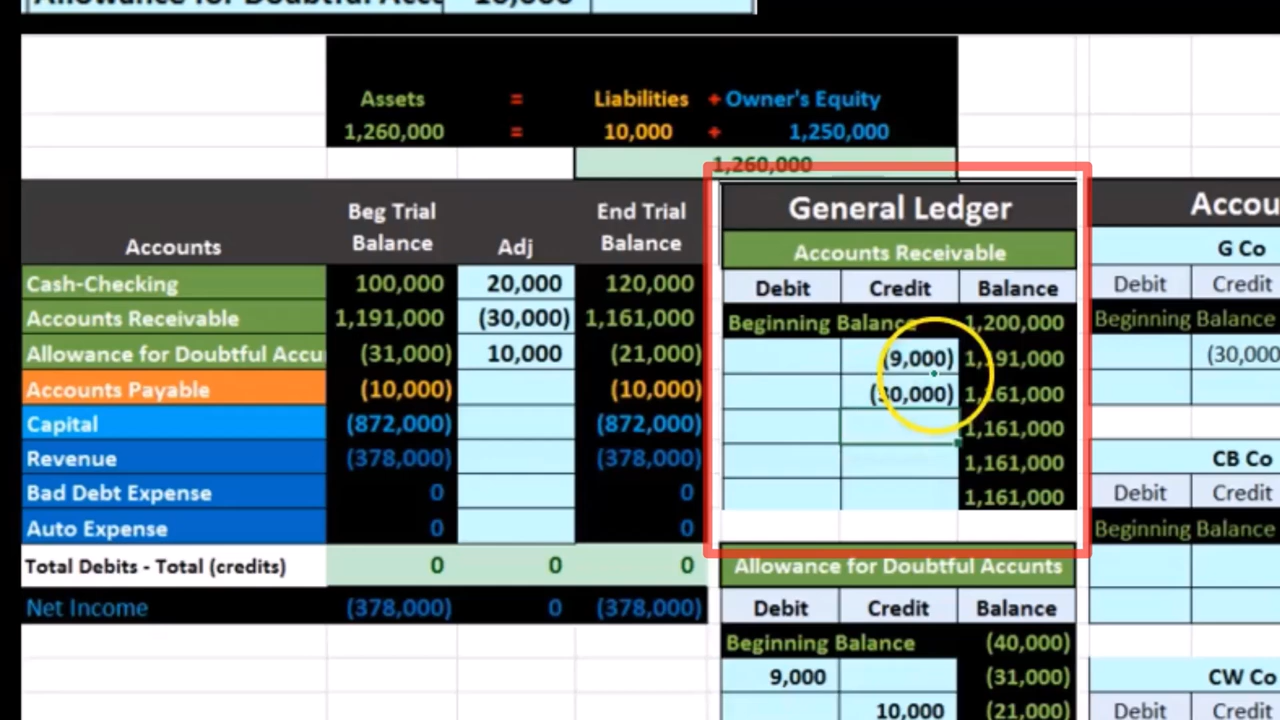 Allowance for Doubtful Acc 10,000
Assets = Liabilities + Owner's Equity
1,260,000 = 10,000 + 1,250,000
1,260,000
Accounts Beg Trial Balance Adj End Trial Balance
Cash-Checking 100,000 20,000 120,000
Accounts Receivable 1,191,000 (30,000) 1,161,000
Allowance for Doubtful Accu (31,000) 10,000 (21,000)
Accounts Payable (10,000) (10,000)
Capital (872,000) (872,000)
Revenue (378,000) (378,000)
Bad Debt Expense 0 0
Auto Expense 0 0
Total Debits - Total (credits) 0 0 0
Net Income (378,000) 0 (378,000)
General Ledger
Accounts Receivable
Debit Credit Balance
Beginning Balance 1,200,000
(9,000) 1,191,000
(30,000) 1,161,000
1,161,000
1,161,000
1,161,000
Allowance for Doubtful Accunts
Debit Credit Balance
Beginning Balance (40,000)
9,000 (31,000)
10,000 (21,000)
Accou
G Co
Debit Credit
Beginning Balance
(30,000
CB Co
Debit Credit
Beginning Balance
CW Co
Debit Credit